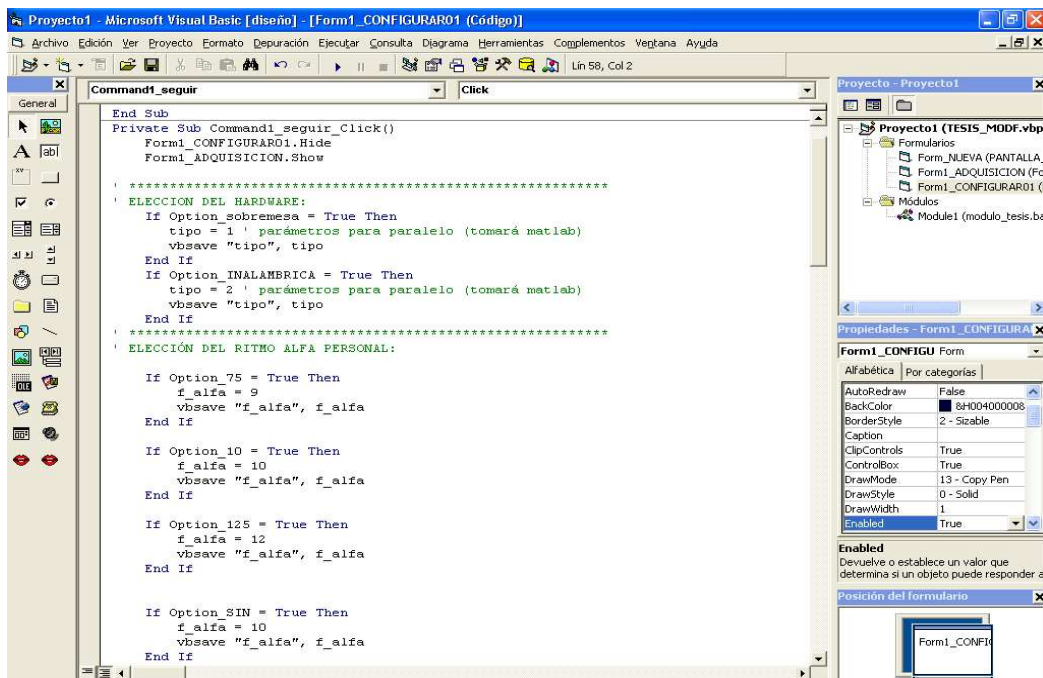 Proyecto1 - Microsoft Visual Basic [diseño] - [Form1_CONFIGURAR01 (Código)]
Archivo Edición Ver Proyecto Formato Depuración Ejecutar Consulta Diagrama Herramientas Complementos Ventana Ayuda
Lín 58, Col 2
General
Command1_seguir Click
End Sub
Private Sub Command1_seguir_Click()
Form1_CONFIGURAR01.Hide
Form1_ADQUISICION.Show
' ************************************************************
' ELECCION DEL HARDWARE:
If Option_sobremesa = True Then
tipo = 1 ' parámetros para paralelo (tomará matlab)
vbsave "tipo", tipo
End If
If Option_INALAMBRICA = True Then
tipo = 2 ' parámetros para paralelo (tomará matlab)
vbsave "tipo", tipo
End If
' ************************************************************
' ELECCIÓN DEL RITMO ALFA PERSONAL:
If Option_75 = True Then
f_alfa = 9
vbsave "f_alfa", f_alfa
End If
If Option_10 = True Then
f_alfa = 10
vbsave "f_alfa", f_alfa
End If
If Option_125 = True Then
f_alfa = 12
vbsave "f_alfa", f_alfa
End If
If Option_SIN = True Then
f_alfa = 10
vbsave "f_alfa", f_alfa
End If
Proyecto - Proyecto1
Proyecto1 (TESIS_MODF.vbp
Formularios
Form_NUEVA (PANTALLA_
Form1_ADQUISICION (Fo
Form1_CONFIGURAR01 (
Módulos
Module1 (modulo_tesis.ba
Propiedades - Form1_CONFIGURA
Form1_CONFIGU Form
Alfabética Por categorías
AutoRedraw False
BackColor &H004000008
BorderStyle 2 - Sizable
Caption
ClipControls True
ControlBox True
DrawMode 13 - Copy Pen
DrawStyle 0 - Solid
DrawWidth 1
Enabled True
Enabled
Devuelve o establece un valor que
determina si un objeto puede responder a
Posición del formulario
Form1_CONFI